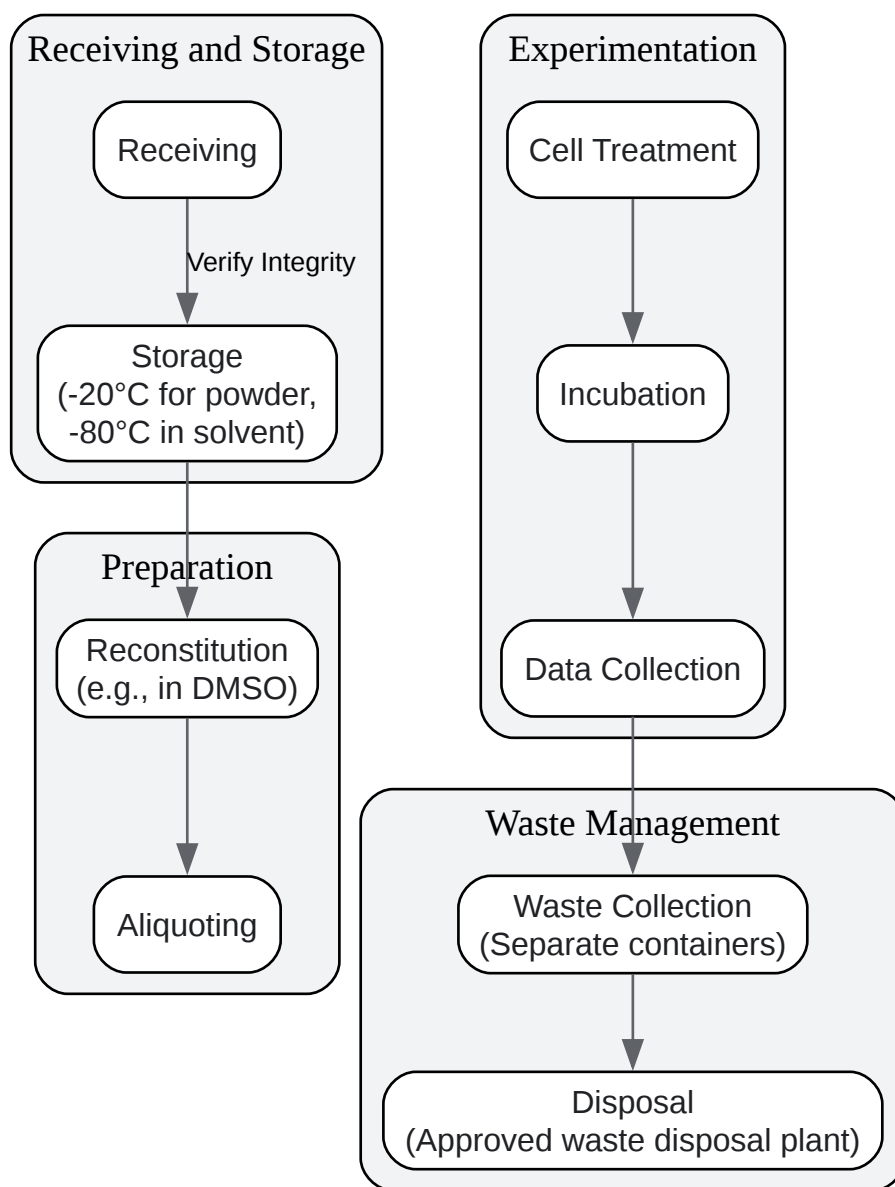 Receiving and Storage
Receiving
Verify Integrity
Storage
(-20°C for powder,
-80°C in solvent)
Preparation
Reconstitution
(e.g., in DMSO)
Aliquoting
Experimentation
Cell Treatment
Incubation
Data Collection
Waste Management
Waste Collection
(Separate containers)
Disposal
(Approved waste disposal plant)